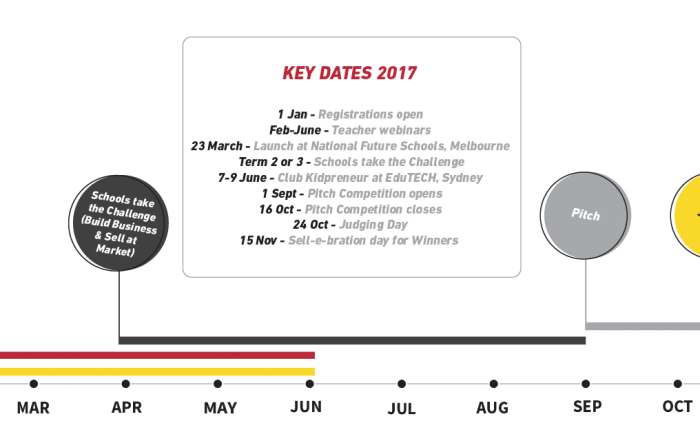 KEY DATES 2017
1 Jan - Registrations open
Feb-June - Teacher webinars
23 March - Launch at National Future Schools, Melbourne
Term 2 or 3 - Schools take the Challenge
7-9 June - Club Kidpreneur at EduTECH, Sydney
1 Sept - Pitch Competition opens
16 Oct - Pitch Competition closes
24 Oct - Judging Day
15 Nov - Sell-e-bration day for Winners
Schools take
the Challenge
(Build Business
& Sell at
Market)
Pitch
MAR APR MAY JUN JUL AUG SEP OCT